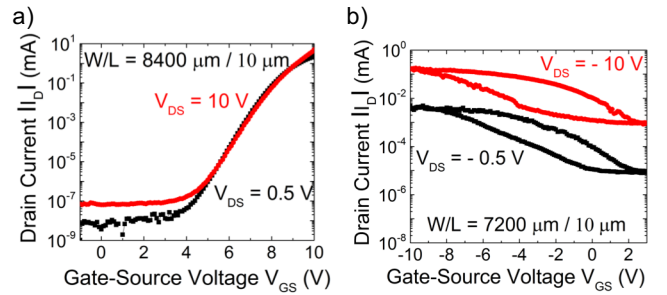 a)
Drain Current |I_D| (mA)
10^1
10^-1
10^-3
10^-5
10^-7
10^-9
W/L = 8400 μm / 10 μm
V_DS = 10 V
V_DS = 0.5 V
0 2 4 6 8 10
Gate-Source Voltage V_GS (V)
b)
Drain Current |I_D| (mA)
10^0
10^-2
10^-4
10^-6
10^-8
V_DS = - 10 V
V_DS = - 0.5 V
W/L = 7200 μm / 10 μm
-10 -8 -6 -4 -2 0 2
Gate-Source Voltage V_GS (V)